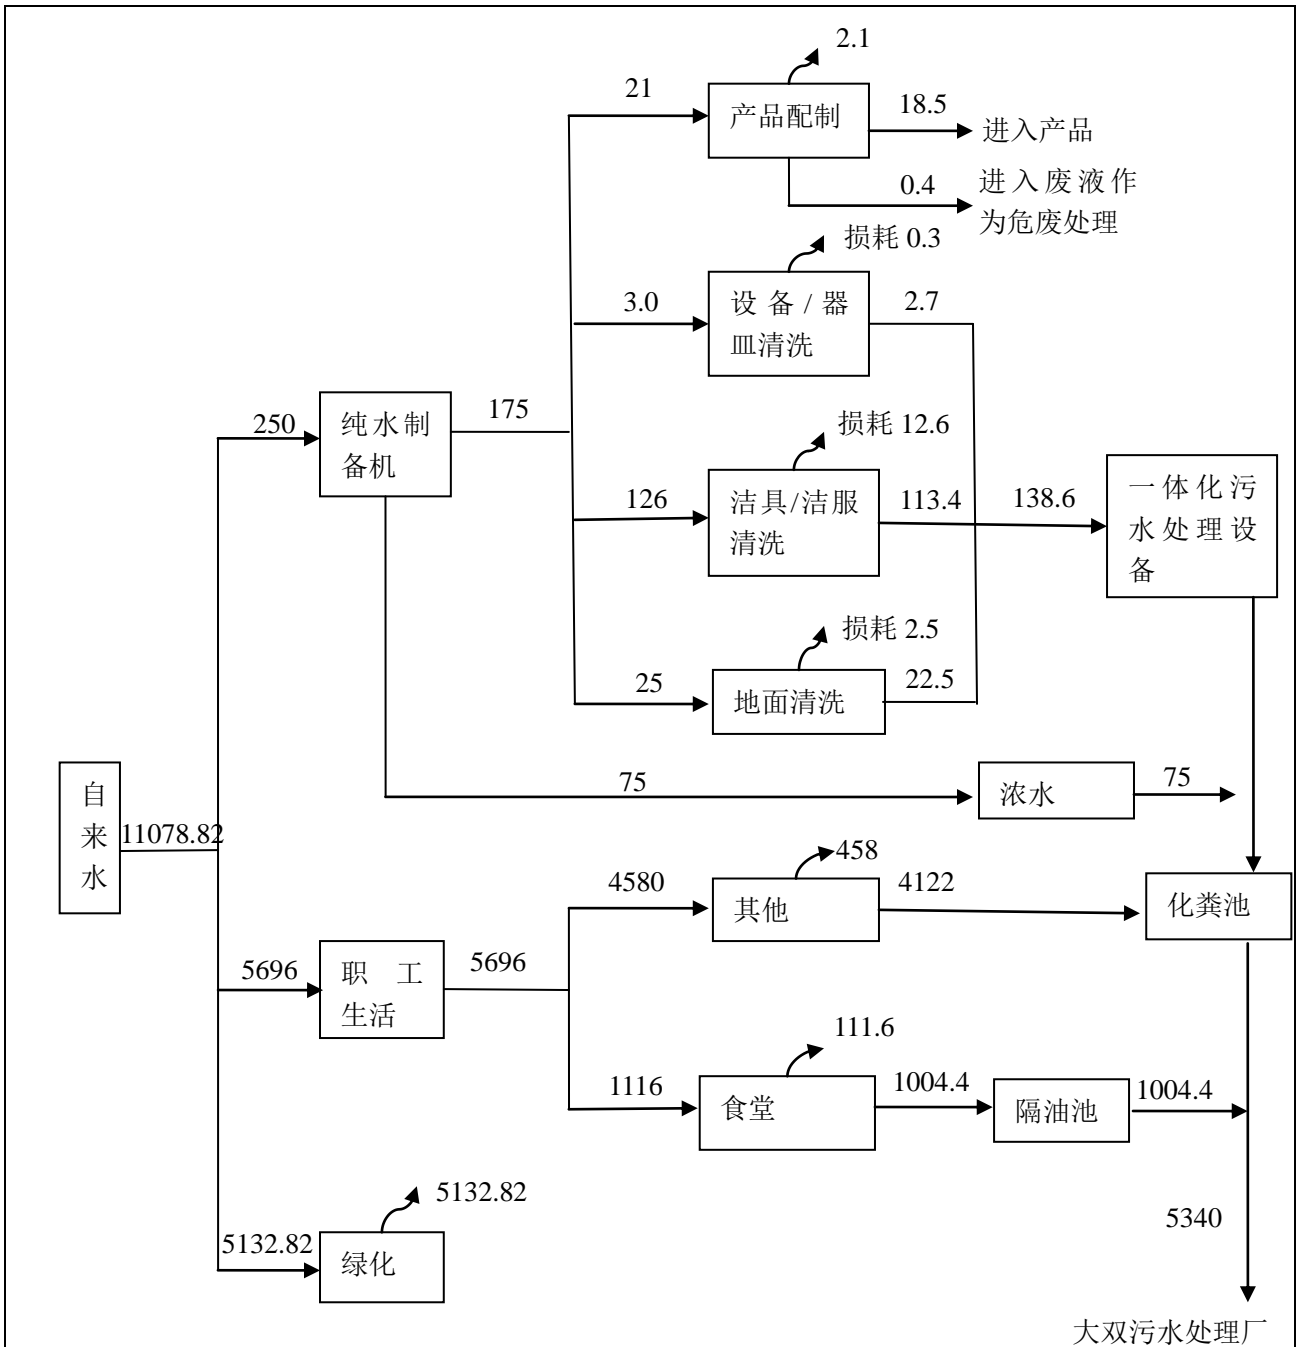 2.1
21
产品配制
18.5
进入产品
0.4
进入废液作
为危废处理
损耗 0.3
3.0
设备/器
皿清洗
2.7
250
纯水制
备机
175
损耗 12.6
126
洁具/洁服
清洗
113.4
138.6
一体化污
水处理设
备
损耗 2.5
25
地面清洗
22.5
75
浓水
75
自
来
水
11078.82
458
4580
其他
4122
化粪池
5696
职工
生活
5696
111.6
1116
食堂
1004.4
隔油池
1004.4
5132.82
5132.82
绿化
5340
大双污水处理厂